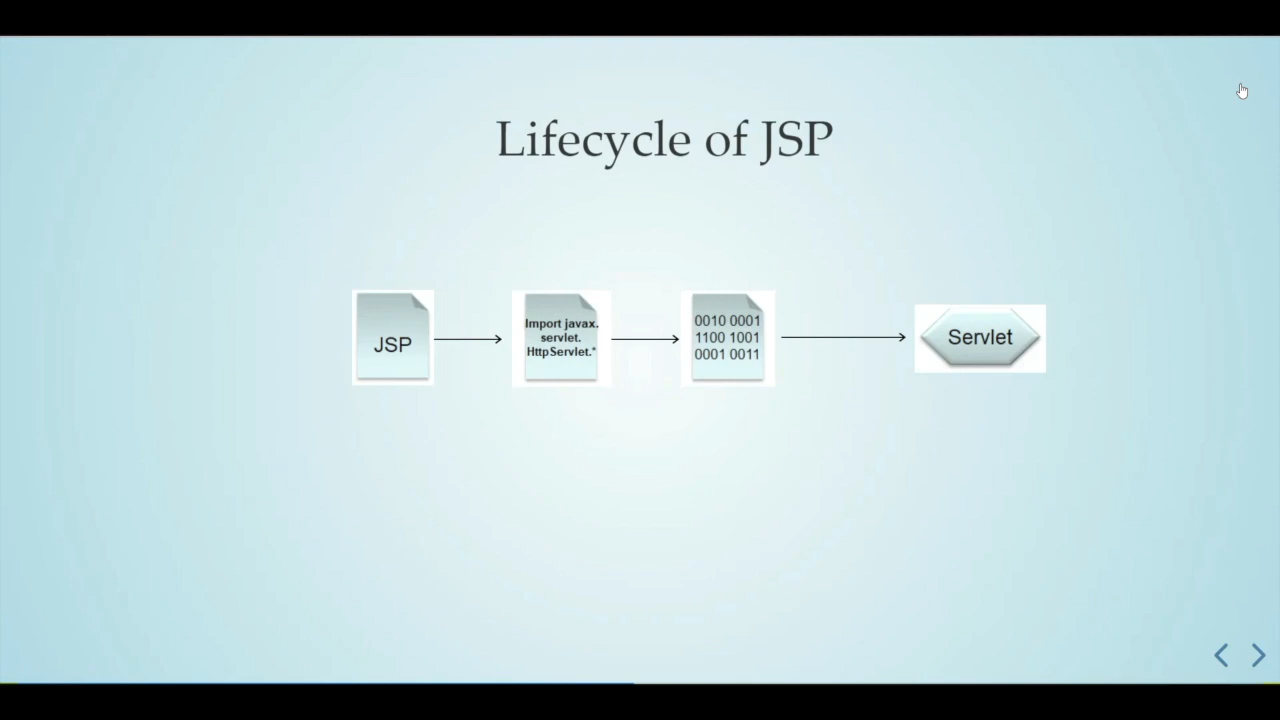 Lifecycle of JSP
JSP
Import javax.
servlet.
HttpServlet.*
0010 0001
1100 1001
0001 0011
Servlet